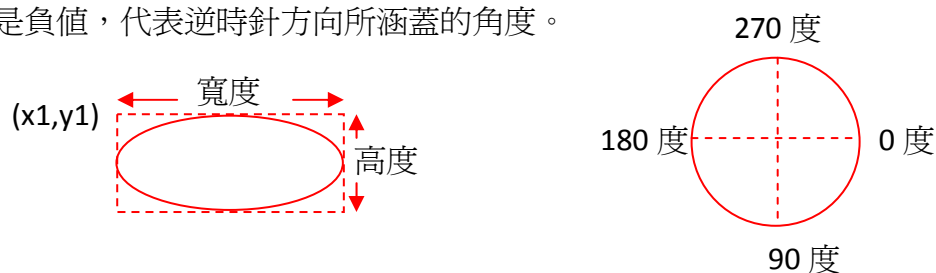 是負值，代表逆時針方向所涵蓋的角度。
270 度
寬度
(x1,y1)
180 度
0 度
高度
90 度